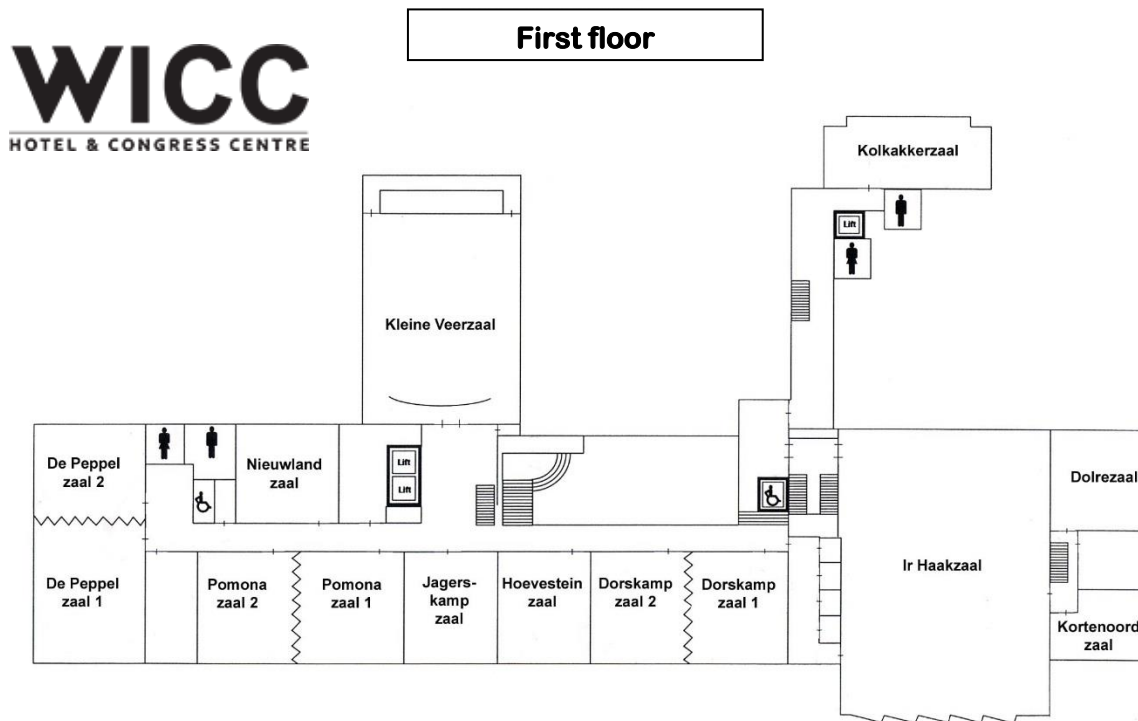 First floor
WICC
HOTEL & CONGRESS CENTRE
Kolkakkerzaal
Lift
Kleine Veerzaal
De Peppel
zaal 2
Nieuwland
zaal
Lift
Lift
Dolrezaal
Ir Haakzaal
De Peppel
zaal 1
Pomona
zaal 2
Pomona
zaal 1
Jagers-
kamp
zaal
Hoevestein
zaal
Dorskamp
zaal 2
Dorskamp
zaal 1
Kortenoord
zaal